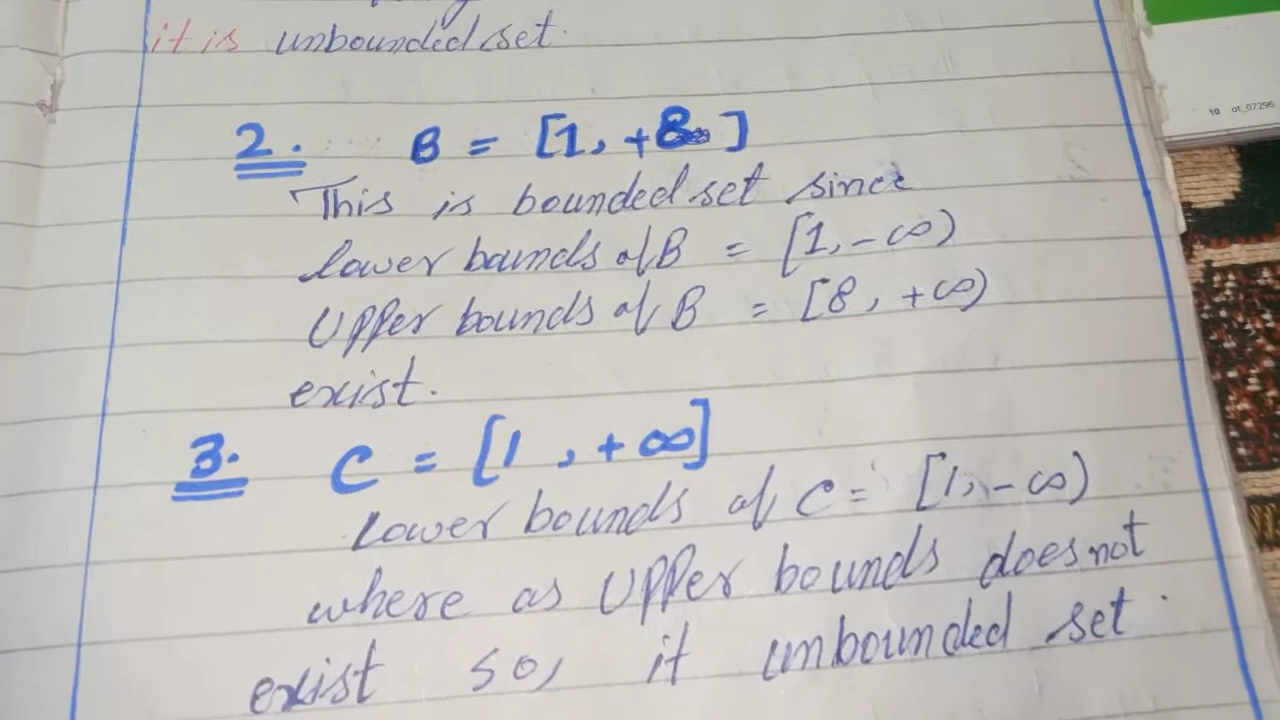 it is unbounded set.
2. B = [1, +8 ]
This is bounded set since
lower bounds of B = [1, -∞)
Upper bounds of B = [8, +∞)
exist.
3. C = [1, +∞]
Lower bounds of C = [1, -∞)
where as Upper bounds does not
exist so, it unbounded set.
10 ot_07296